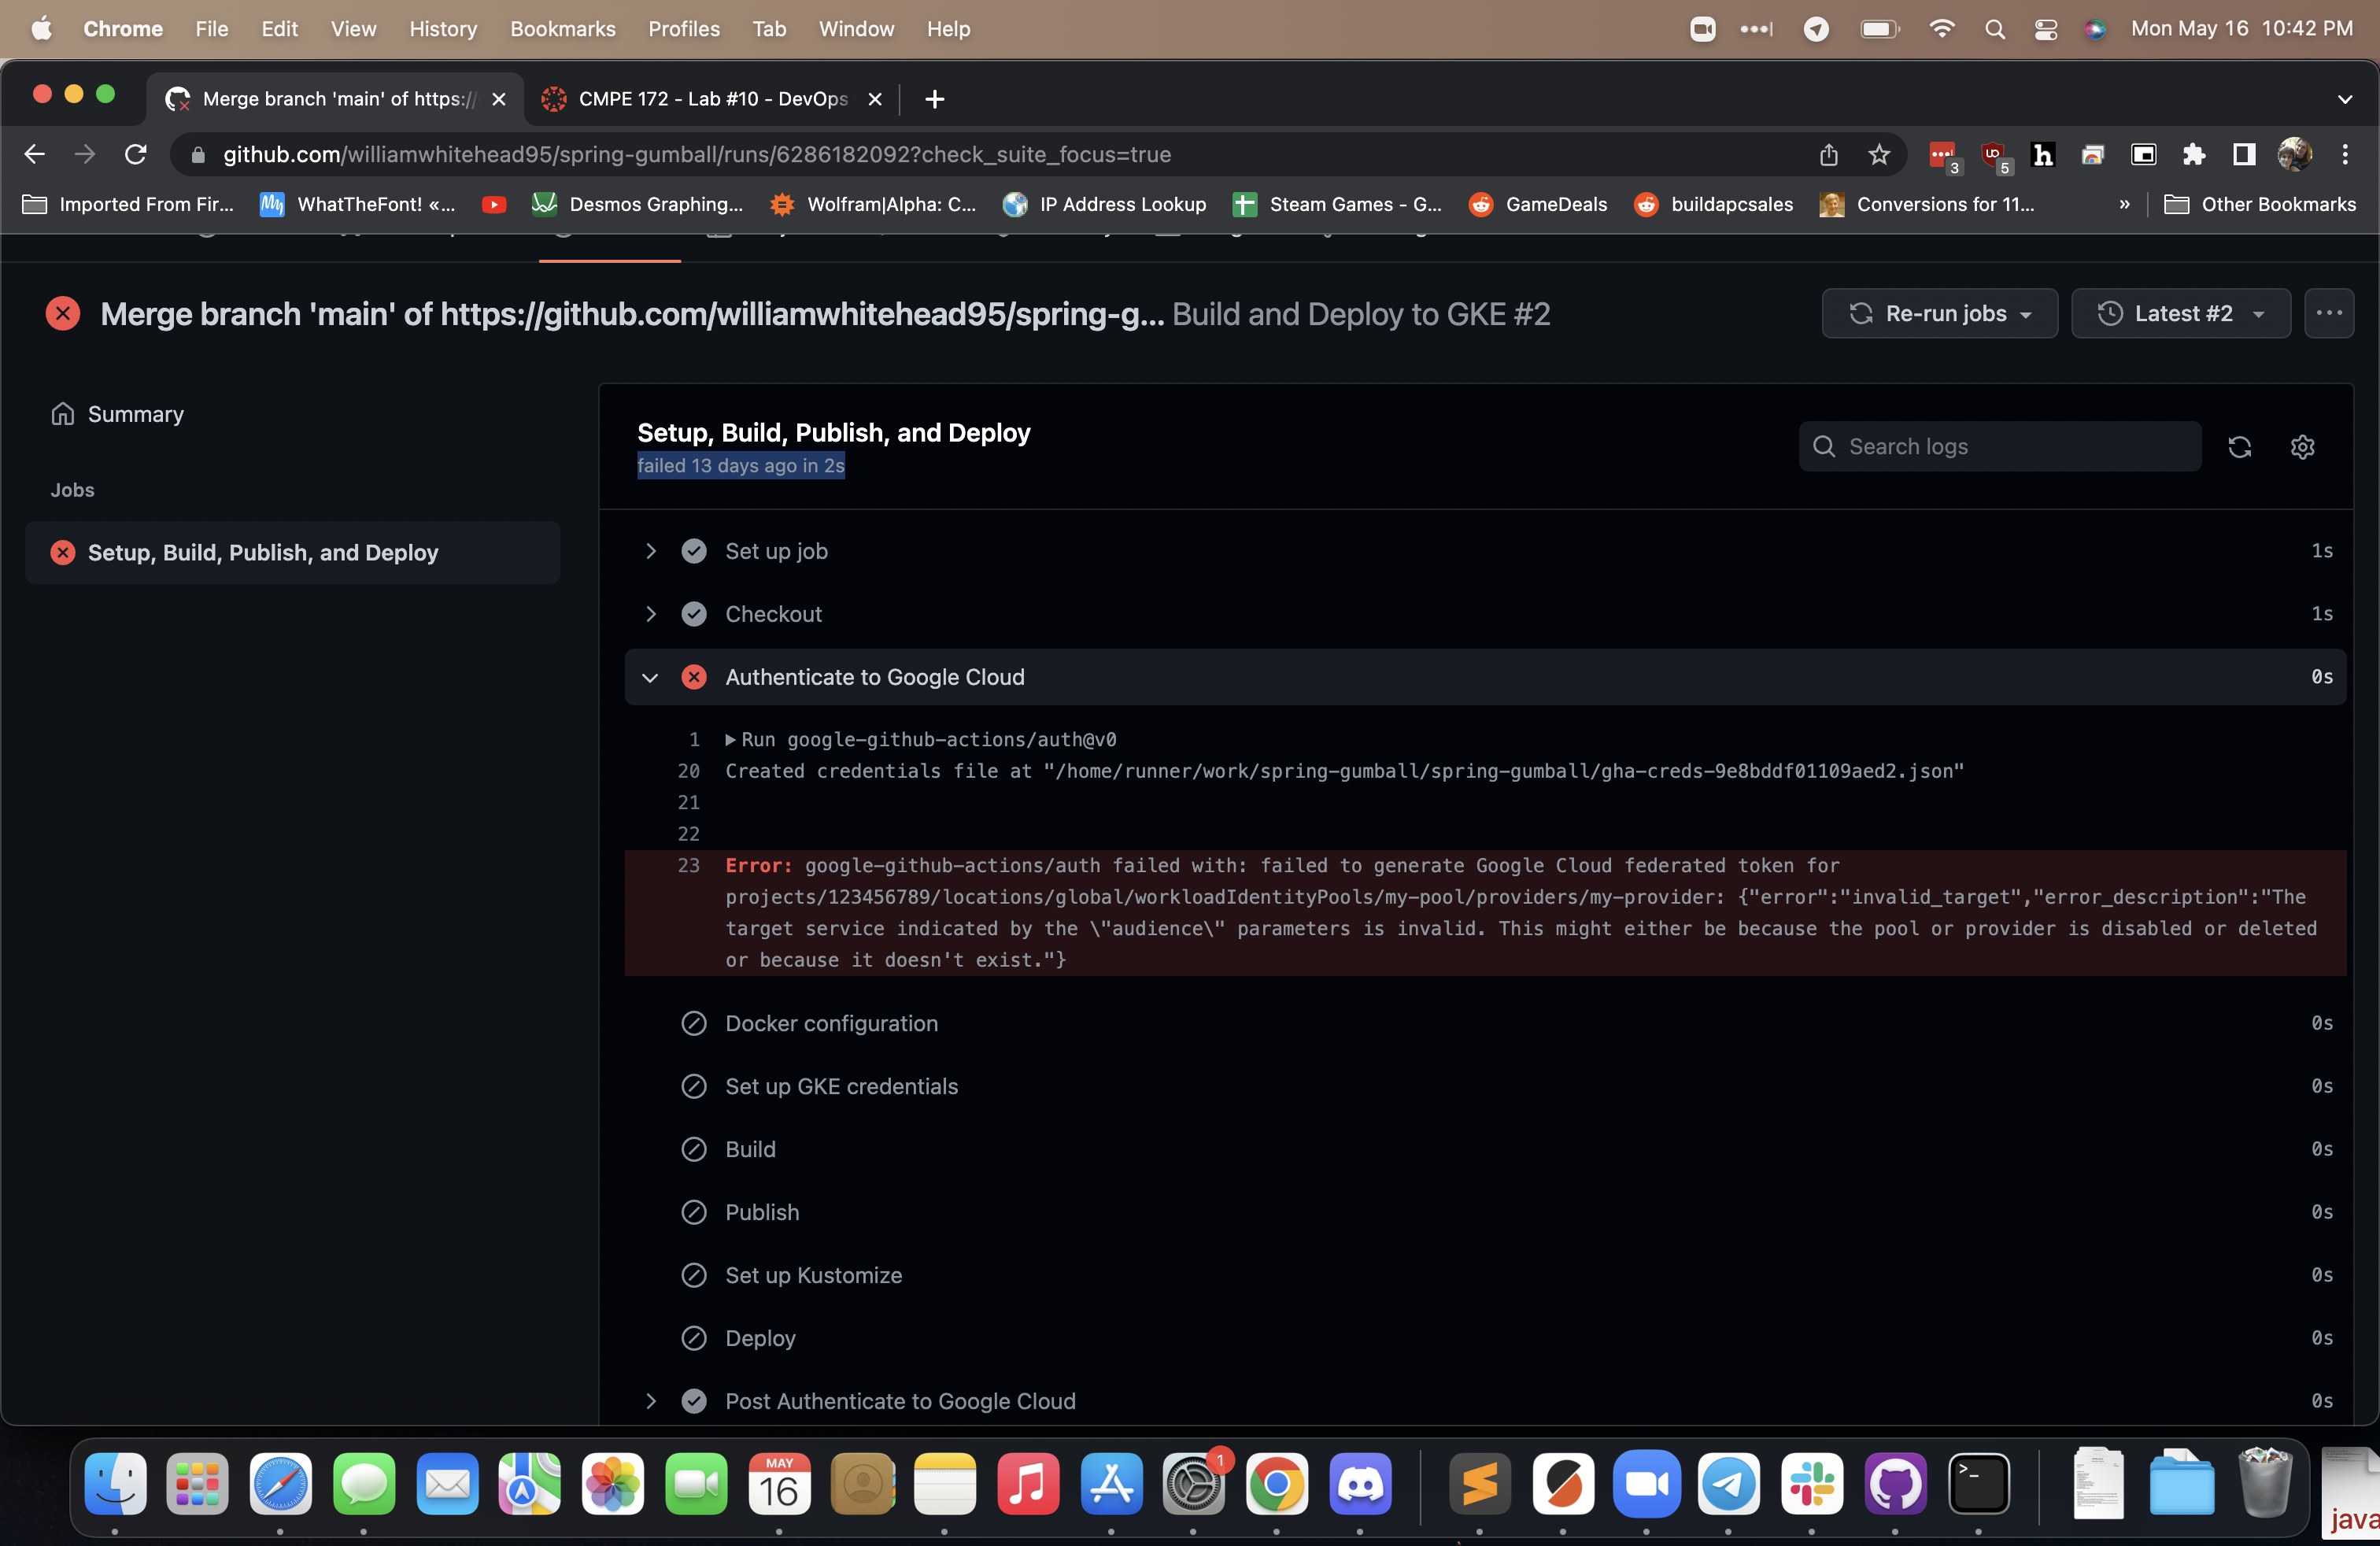 Chrome File Edit View History Bookmarks Profiles Tab Window Help Mon May 16 10:42 PM
Merge branch 'main' of https:// CMPE 172 - Lab #10 - DevOps
github.com/williamwhitehead95/spring-gumball/runs/6286182092?check_suite_focus=true 3 5
Imported From Fir... WhatTheFont! «... Desmos Graphing... Wolfram|Alpha: C... IP Address Lookup Steam Games - G... GameDeals buildapcsales Conversions for 11... » Other Bookmarks
Merge branch 'main' of https://github.com/williamwhitehead95/spring-g... Build and Deploy to GKE #2 Re-run jobs Latest #2
Summary
Jobs
Setup, Build, Publish, and Deploy
Setup, Build, Publish, and Deploy
failed 13 days ago in 2s
Search logs
Set up job 1s
Checkout 1s
Authenticate to Google Cloud 0s
1 Run google-github-actions/auth@v0
20 Created credentials file at "/home/runner/work/spring-gumball/spring-gumball/gha-creds-9e8bddf01109aed2.json"
21
22
23 Error: google-github-actions/auth failed with: failed to generate Google Cloud federated token for
projects/123456789/locations/global/workloadIdentityPools/my-pool/providers/my-provider: {"error":"invalid_target","error_description":"The
target service indicated by the \"audience\" parameters is invalid. This might either be because the pool or provider is disabled or deleted
or because it doesn't exist."}
Docker configuration 0s
Set up GKE credentials 0s
Build 0s
Publish 0s
Set up Kustomize 0s
Deploy 0s
Post Authenticate to Google Cloud 0s
MAY
16
1
java